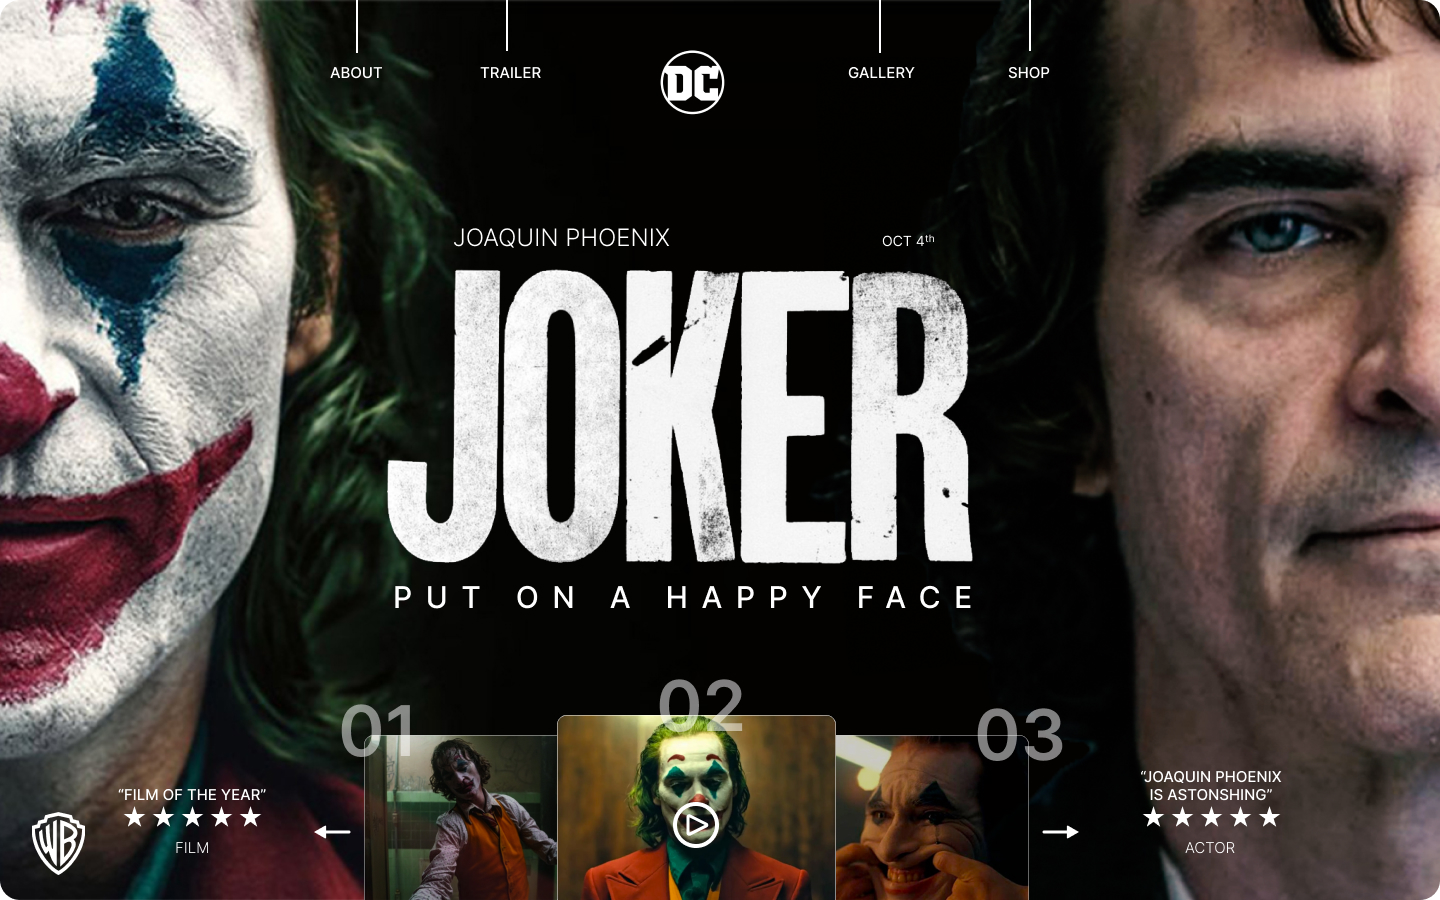 ABOUT
TRAILER
DC
GALLERY
SHOP
JOAQUIN PHOENIX
OCT 4th
JOKER
PUT ON A HAPPY FACE
01
02
03
“FILM OF THE YEAR”
★★★★★
FILM
WB
“JOAQUIN PHOENIX
IS ASTONSHING”
★★★★★
ACTOR